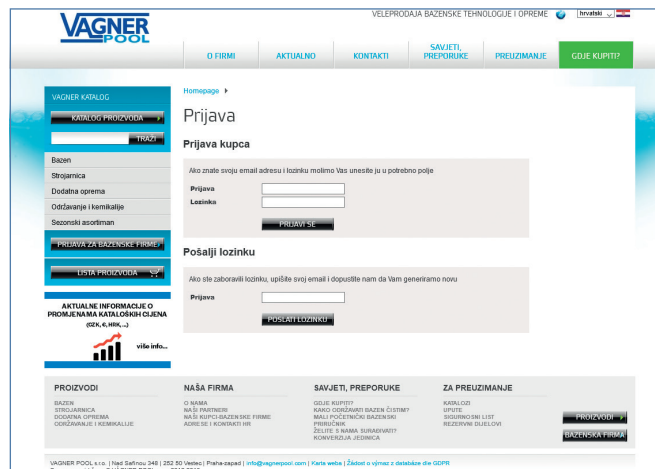 VAGNER
POOL
VELEPRODAJA BAZENSKE TEHNOLOGIJE I OPREME
hrvatski
O FIRMI
AKTUALNO
KONTAKTI
SAVJETI,
PREPORUKE
PREUZIMANJE
GDJE KUPITI?
VAGNER KATALOG
KATALOG PROIZVODA
TRAŽI
Bazen
Strojarnica
Dodatna oprema
Održavanje i kemikalije
Sezonski asortiman
PRIJAVA ZA BAZENSKE FIRME
LISTA PROIZVODA
AKTUALNE INFORMACIJE O
PROMJENAMA KATALOŠKIH CIJENA
(CZK, €, HRK, ...)
više info...
Homepage
Prijava
Prijava kupca
Ako znate svoju email adresu i lozinku molimo Vas unesite ju u potrebno polje
Prijava
Lozinka
PRIJAVI SE
Pošalji lozinku
Ako ste zaboravili lozinku, upišite svoj email i dopustite nam da Vam generiramo novu
Prijava
POSLATI LOZINKU
PROIZVODI
BAZEN
STROJARNICA
DODATNA OPREMA
ODRŽAVANJE I KEMIKALIJE
NAŠA FIRMA
O NAMA
NAŠI PARTNERI
NAŠI KUPCI-BAZENSKE FIRME
ADRESE I KONTAKTI HR
SAVJETI, PREPORUKE
GDJE KUPITI?
KAKO ODRŽAVATI BAZEN ČISTIM?
MALI POČETNIČKI BAZENSKI
PRIRUČNIK
ŽELITE S NAMA SURAĐIVATI?
KONVERZIJA JEDINICA
ZA PREUZIMANJE
KATALOZI
UPUTE
SIGURNOSNI LIST
REZERVNI DIJELOVI
PROIZVODI
BAZENSKA FIRMA
VAGNER POOL s.r.o. | Nad Safinou 348 | 252 50 Vestec | Praha-zapad | info@vagnerpool.com | Karta weba | Žádost o výmaz z databáze dle GDPR